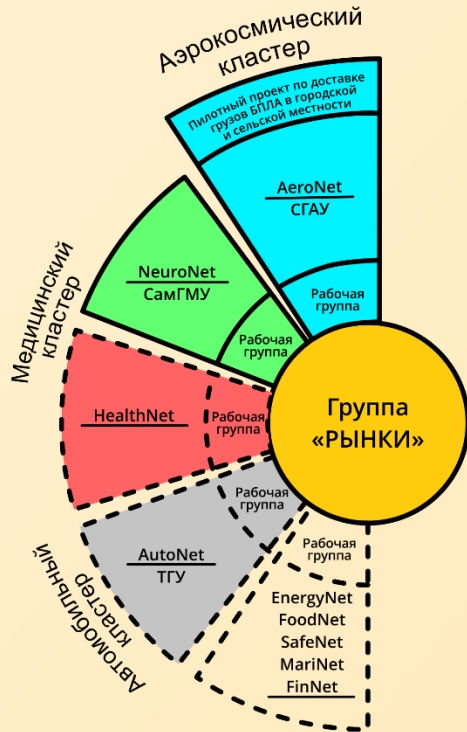 Аэрокосмический
кластер
Пилотный проект по доставке
грузов БПЛА в городской
и сельской местности
AeroNet
СГАУ
Рабочая
группа
Медицинский
кластер
NeuroNet
СамГМУ
Рабочая
группа
HealthNet
Рабочая
группа
Группа
«РЫНКИ»
Автомобильный
кластер
AutoNet
ТГУ
Рабочая
группа
Рабочая
группа
EnergyNet
FoodNet
SafeNet
MariNet
FinNet